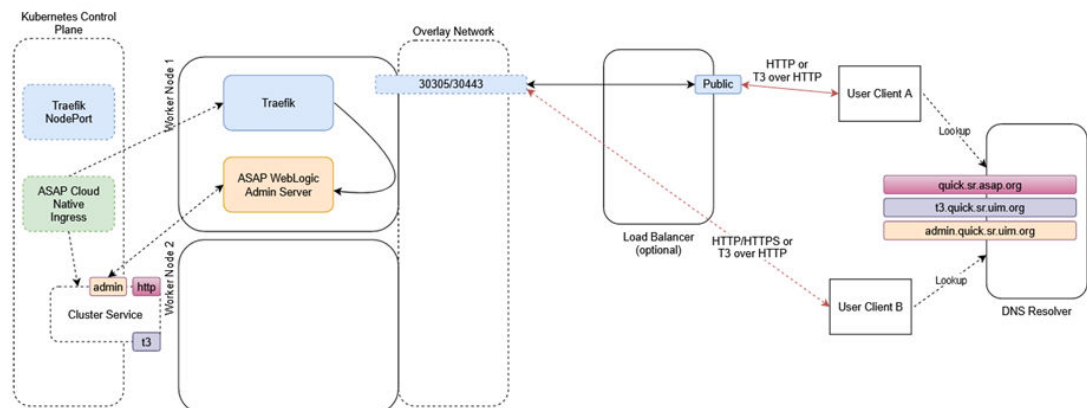 Kubernetes Control
Plane
Overlay Network
Traefik
NodePort
ASAP Cloud
Native
Ingress
admin
http
Cluster Service
t3
Worker Node 1
Traefik
ASAP WebLogic
Admin Server
Worker Node 2
30305/30443
Public
Load Balancer
(optional)
HTTP or
T3 over HTTP
User Client A
Lookup
HTTP/HTTPS or
T3 over HTTP
User Client B
Lookup
quick.sr.asap.org
t3.quick.sr.uim.org
admin.quick.sr.uim.org
DNS Resolver